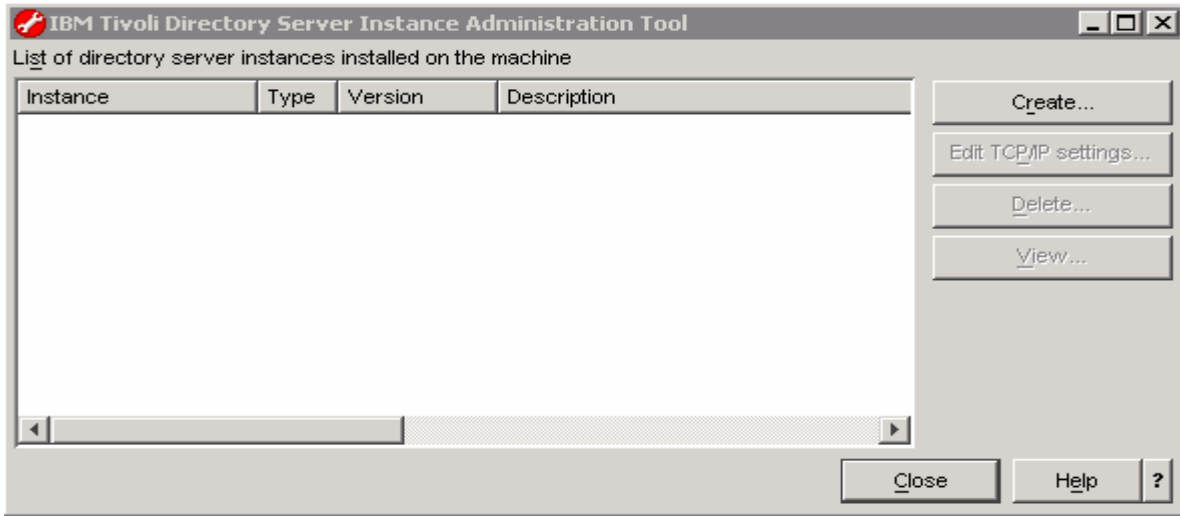 IBM Tivoli Directory Server Instance Administration Tool
List of directory server instances installed on the machine
Instance Type Version Description
Create...
Edit TCP/IP settings...
Delete...
View...
Close Help ?